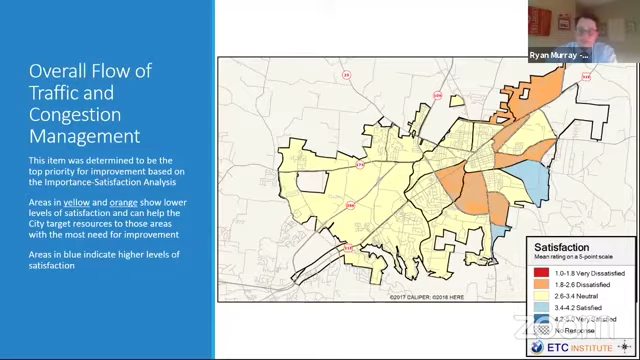 Overall Flow of
Traffic and
Congestion
Management
This item was determined to be the
top priority for improvement based on
the Importance-Satisfaction Analysis
Areas in yellow and orange show lower
levels of satisfaction and can help the
City target resources to those areas
with the most need for improvement
Areas in blue indicate higher levels of
satisfaction
Ryan Murray -...
©2017 CALIPER; ©2016 HERE
Satisfaction
Mean rating on a 5-point scale
1.0-1.8 Very Dissatisfied
1.8-2.6 Dissatisfied
2.6-3.4 Neutral
3.4-4.2 Satisfied
4.2-5.0 Very Satisfied
No Response
zoom
ETC INSTITUTE